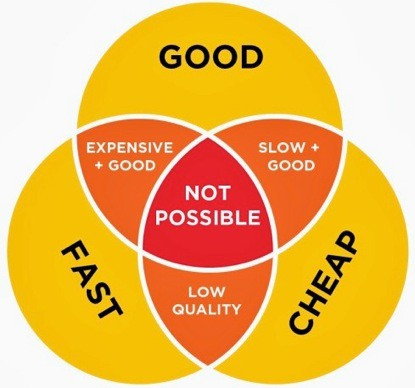 GOOD
EXPENSIVE
+ GOOD
SLOW +
GOOD
NOT
POSSIBLE
FAST
CHEAP
LOW
QUALITY